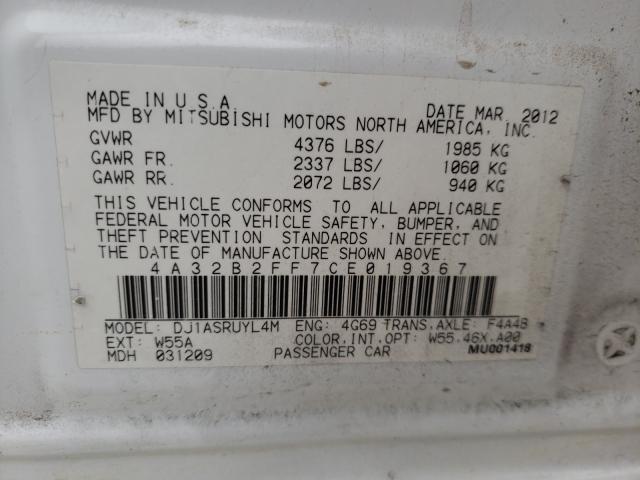 MADE IN U.S.A. DATE MAR. 2012
MFD BY MITSUBISHI MOTORS NORTH AMERICA, INC.
GVWR 4376 LBS/ 1985 KG
GAWR FR. 2337 LBS/ 1060 KG
GAWR RR. 2072 LBS/ 940 KG
THIS VEHICLE CONFORMS TO ALL APPLICABLE
FEDERAL MOTOR VEHICLE SAFETY, BUMPER, AND
THEFT PREVENTION STANDARDS IN EFFECT ON
THE DATE OF MANUFACTURE SHOWN ABOVE.
4A32B2FF7CE019367
MODEL: DJ1ASRUYL4M ENG: 4G69 TRANS,AXLE: F4A4B
EXT: W55A COLOR,INT,OPT: W55,46X,A00
MDH 031209 PASSENGER CAR MU001418